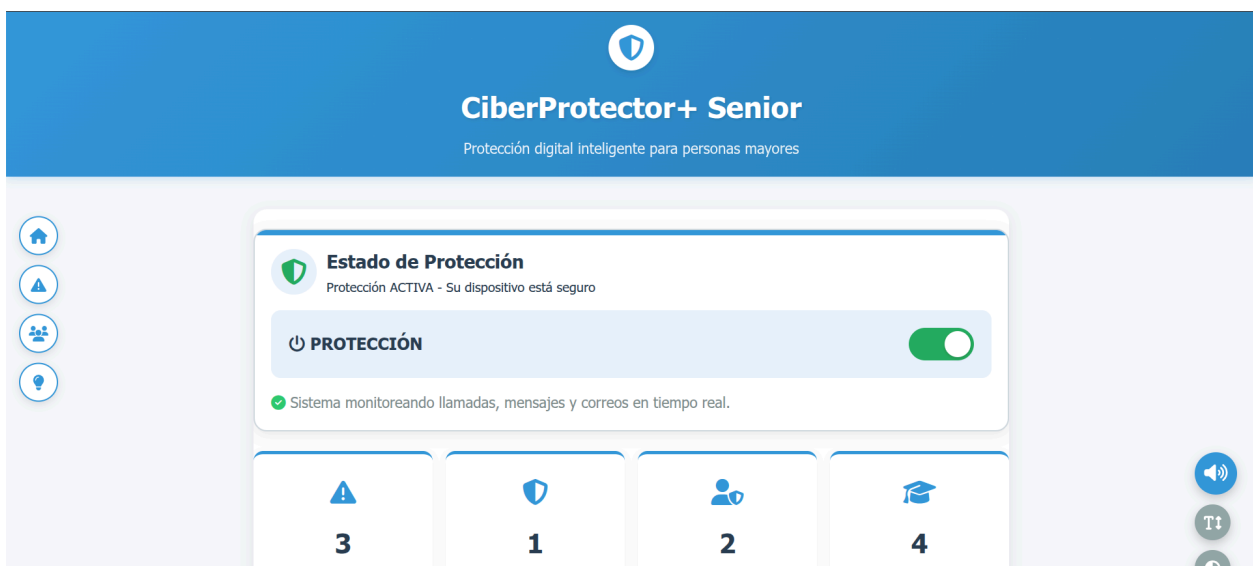 CiberProtector+ Senior
Protección digital inteligente para personas mayores
Estado de Protección
Protección ACTIVA - Su dispositivo está seguro
PROTECCIÓN
Sistema monitoreando llamadas, mensajes y correos en tiempo real.
3
1
2
4
T